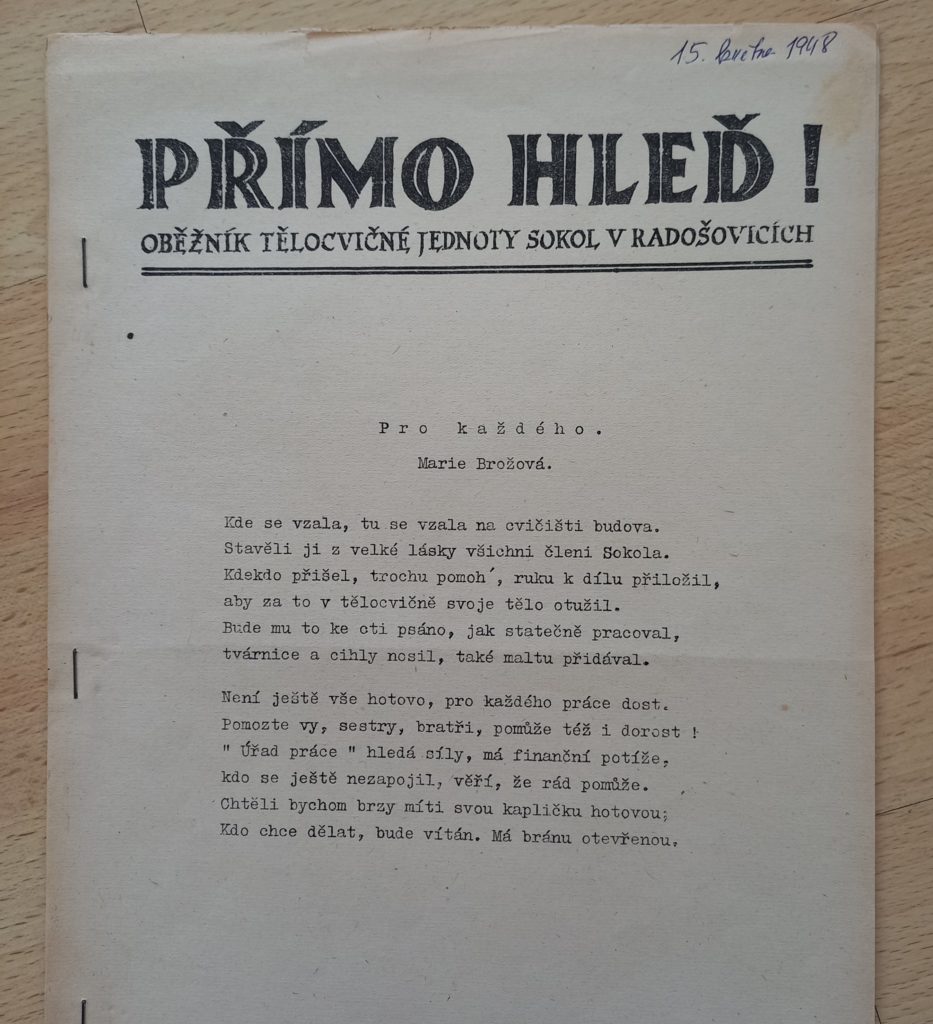 15. května 1948
PŘÍMO HLEĎ!
OBĚŽNÍK TĚLOCVIČNÉ JEDNOTY SOKOL V RADOŠOVICÍCH
Pro každého.
Marie Brožová.
Kde se vzala, tu se vzala na cvičišti budova.
Stavěli ji z velké lásky všichni členi Sokola.
Kdekdo přišel, trochu pomoh´, ruku k dílu přiložil,
aby za to v tělocvičně svoje tělo otužil.
Bude mu to ke cti psáno, jak statečně pracoval,
tvárnice a cihly nosil, také maltu přidával.
Není ještě vše hotovo, pro každého práce dost.
Pomozte vy, sestry, bratři, pomůže též i dorost !
" Úřad práce " hledá síly, má finanční potíže,
kdo se ještě nezapojil, věří, že rád pomůže.
Chtěli bychom brzy míti svou kapličku hotovou;
Kdo chce dělat, bude vítán. Má bránu otevřenou,